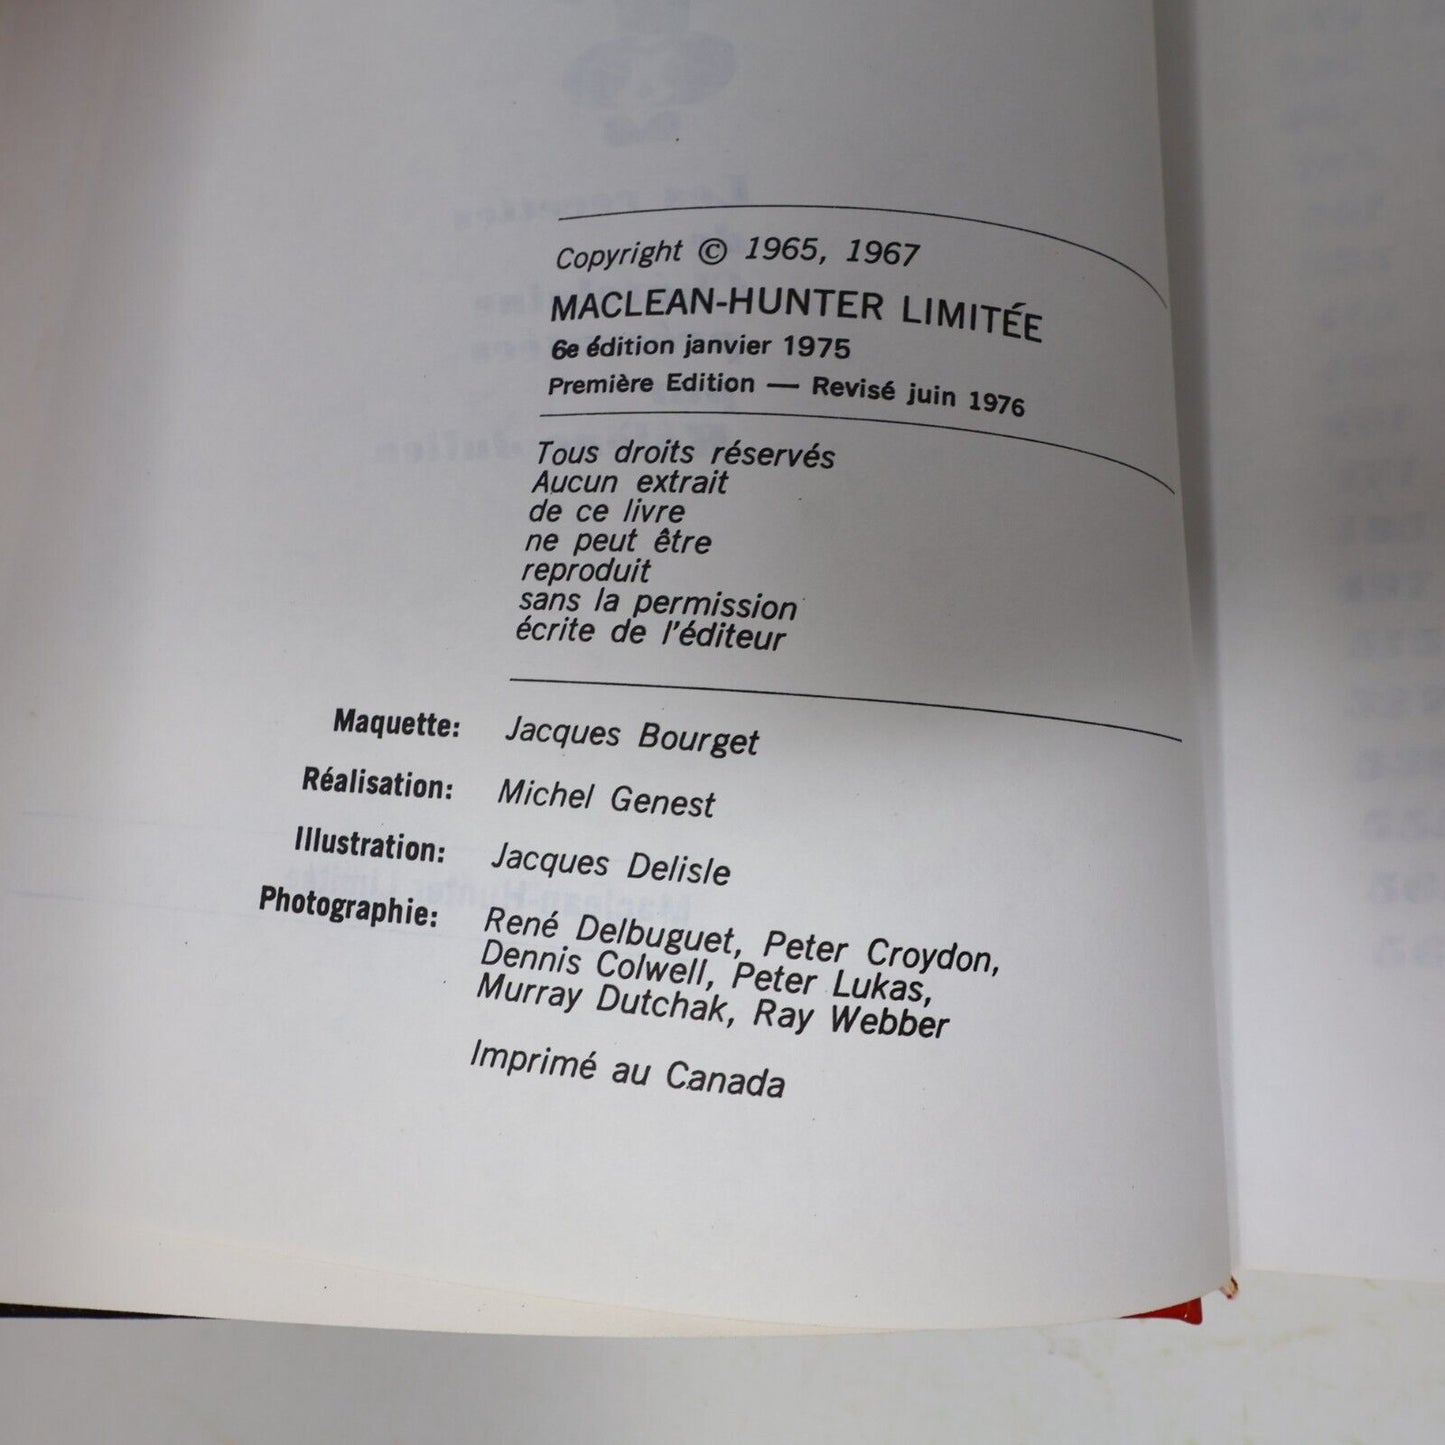 Copyright © 1965, 1967
MACLEAN-HUNTER LIMITÉE
6e édition janvier 1975
Première Edition — Revisé juin 1976
Tous droits réservés
Aucun extrait
de ce livre
ne peut être
reproduit
sans la permission
écrite de l'éditeur
Maquette: Jacques Bourget
Réalisation: Michel Genest
Illustration: Jacques Delisle
Photographie: René Delbuguet, Peter Croydon,
Dennis Colwell, Peter Lukas,
Murray Dutchak, Ray Webber
Imprimé au Canada